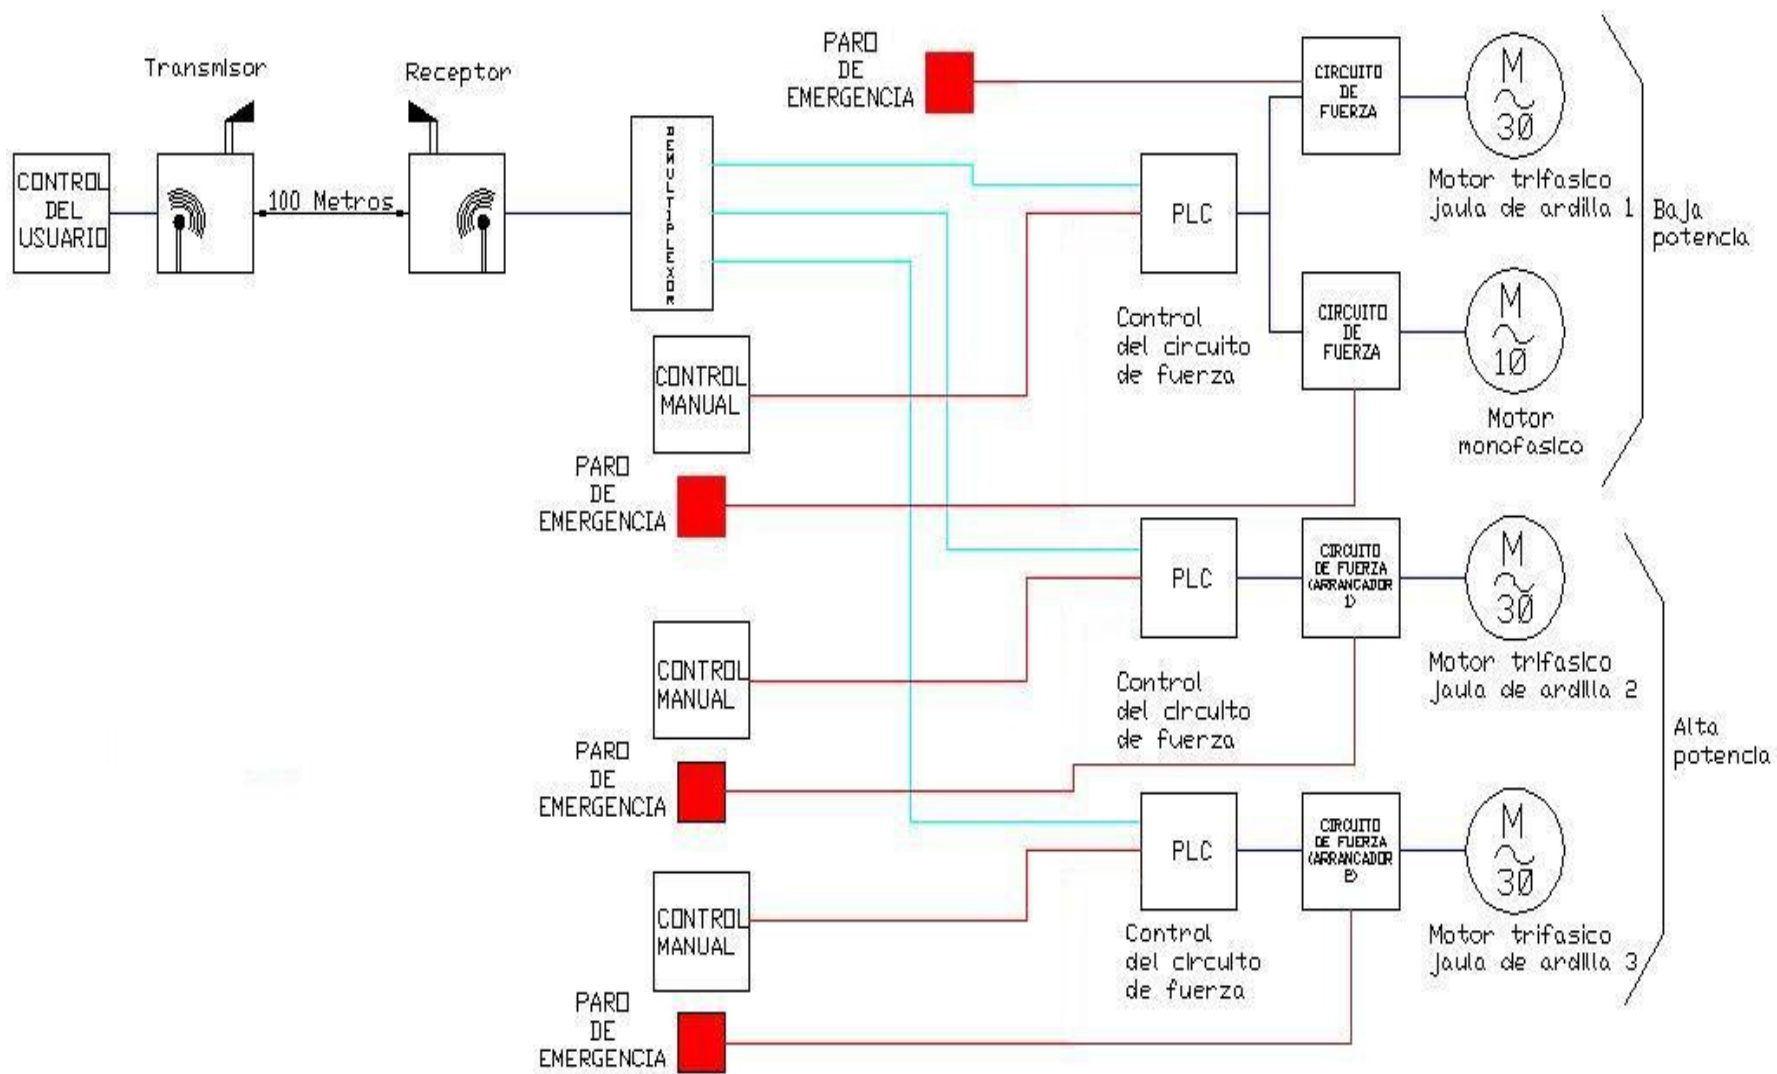 Transmisor
Receptor
CONTROL
DEL
USUARIO
100 Metros
DEMULTIPLEXOR
PARO
DE
EMERGENCIA
CIRCUITO
DE
FUERZA
M
3Ø
Motor trifasico
jaula de ardilla 1
Baja
potencia
PLC
Control
del circuito
de fuerza
CIRCUITO
DE
FUERZA
M
1Ø
Motor
monofasico
CONTROL
MANUAL
PARO
DE
EMERGENCIA
PLC
CIRCUITO
DE FUERZA
(ARRANCADOR
1)
M
3Ø
Motor trifasico
jaula de ardilla 2
Control
del circuito
de fuerza
CONTROL
MANUAL
PARO
DE
EMERGENCIA
Alta
potencia
PLC
CIRCUITO
DE FUERZA
(ARRANCADOR
2)
M
3Ø
Motor trifasico
jaula de ardilla 3
Control
del circuito
de fuerza
CONTROL
MANUAL
PARO
DE
EMERGENCIA